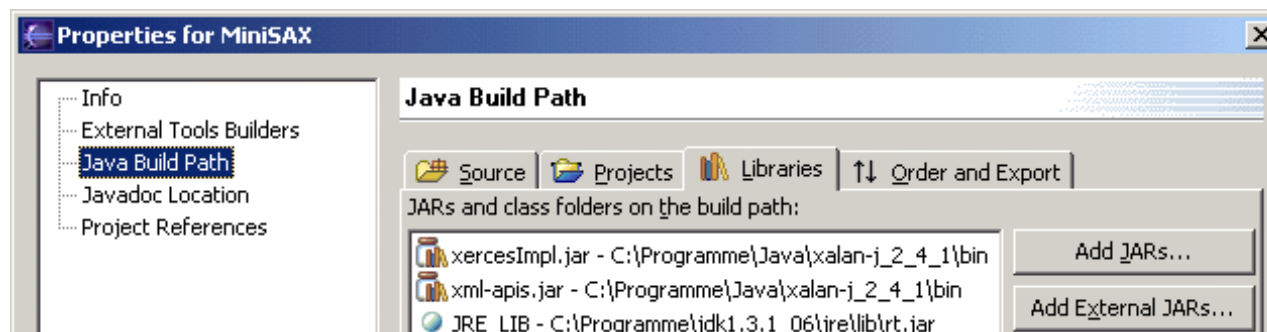 Properties for MiniSAX
Info
External Tools Builders
Java Build Path
Javadoc Location
Project References
Java Build Path
Source Projects Libraries Order and Export
JARs and class folders on the build path:
xercesImpl.jar - C:\Programme\Java\xalan-j_2_4_1\bin
xml-apis.jar - C:\Programme\Java\xalan-j_2_4_1\bin
JRE_LIB - C:\Programme\jdk1.3.1_06\jre\lib\rt.jar
Add JARs...
Add External JARs...